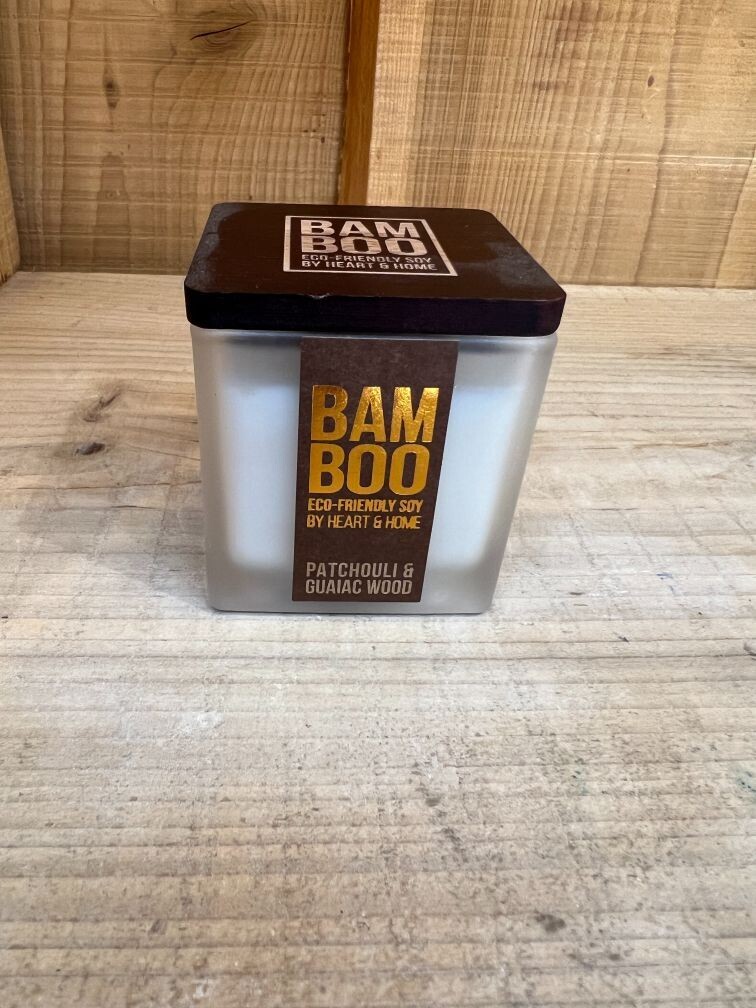 BAM
BOO
ECO-FRIENDLY SOY
BY HEART & HOME
BAM
BOO
ECO-FRIENDLY SOY
BY HEART & HOME
PATCHOULI &
GUAIAC WOOD